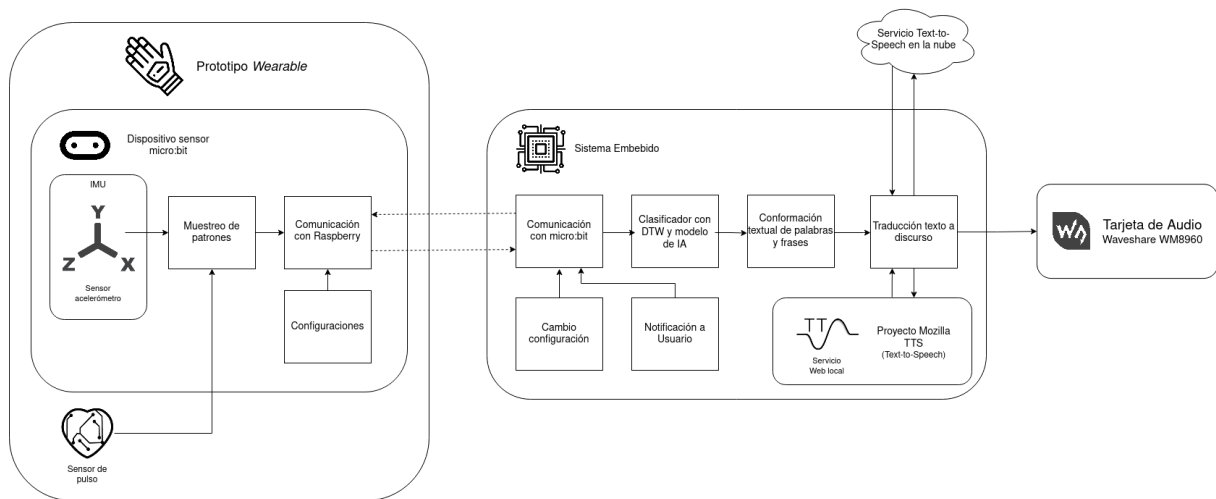 Prototipo Wearable
Dispositivo sensor
micro:bit
IMU
Y
Z
X
Sensor
acelerómetro
Muestreo de
patrones
Comunicación
con Raspberry
Configuraciones
Sensor de
pulso
Servicio Text-to-
Speech en la nube
Sistema Embebido
Comunicación
con micro:bit
Clasificador con
DTW y modelo
de IA
Conformación
textual de palabras
y frases
Traducción texto a
discurso
Cambio
configuración
Notificación a
Usuario
TT
Servicio
Web local
Proyecto Mozilla
TTS
(Text-to-Speech)
Tarjeta de Audio
Waveshare WM8960